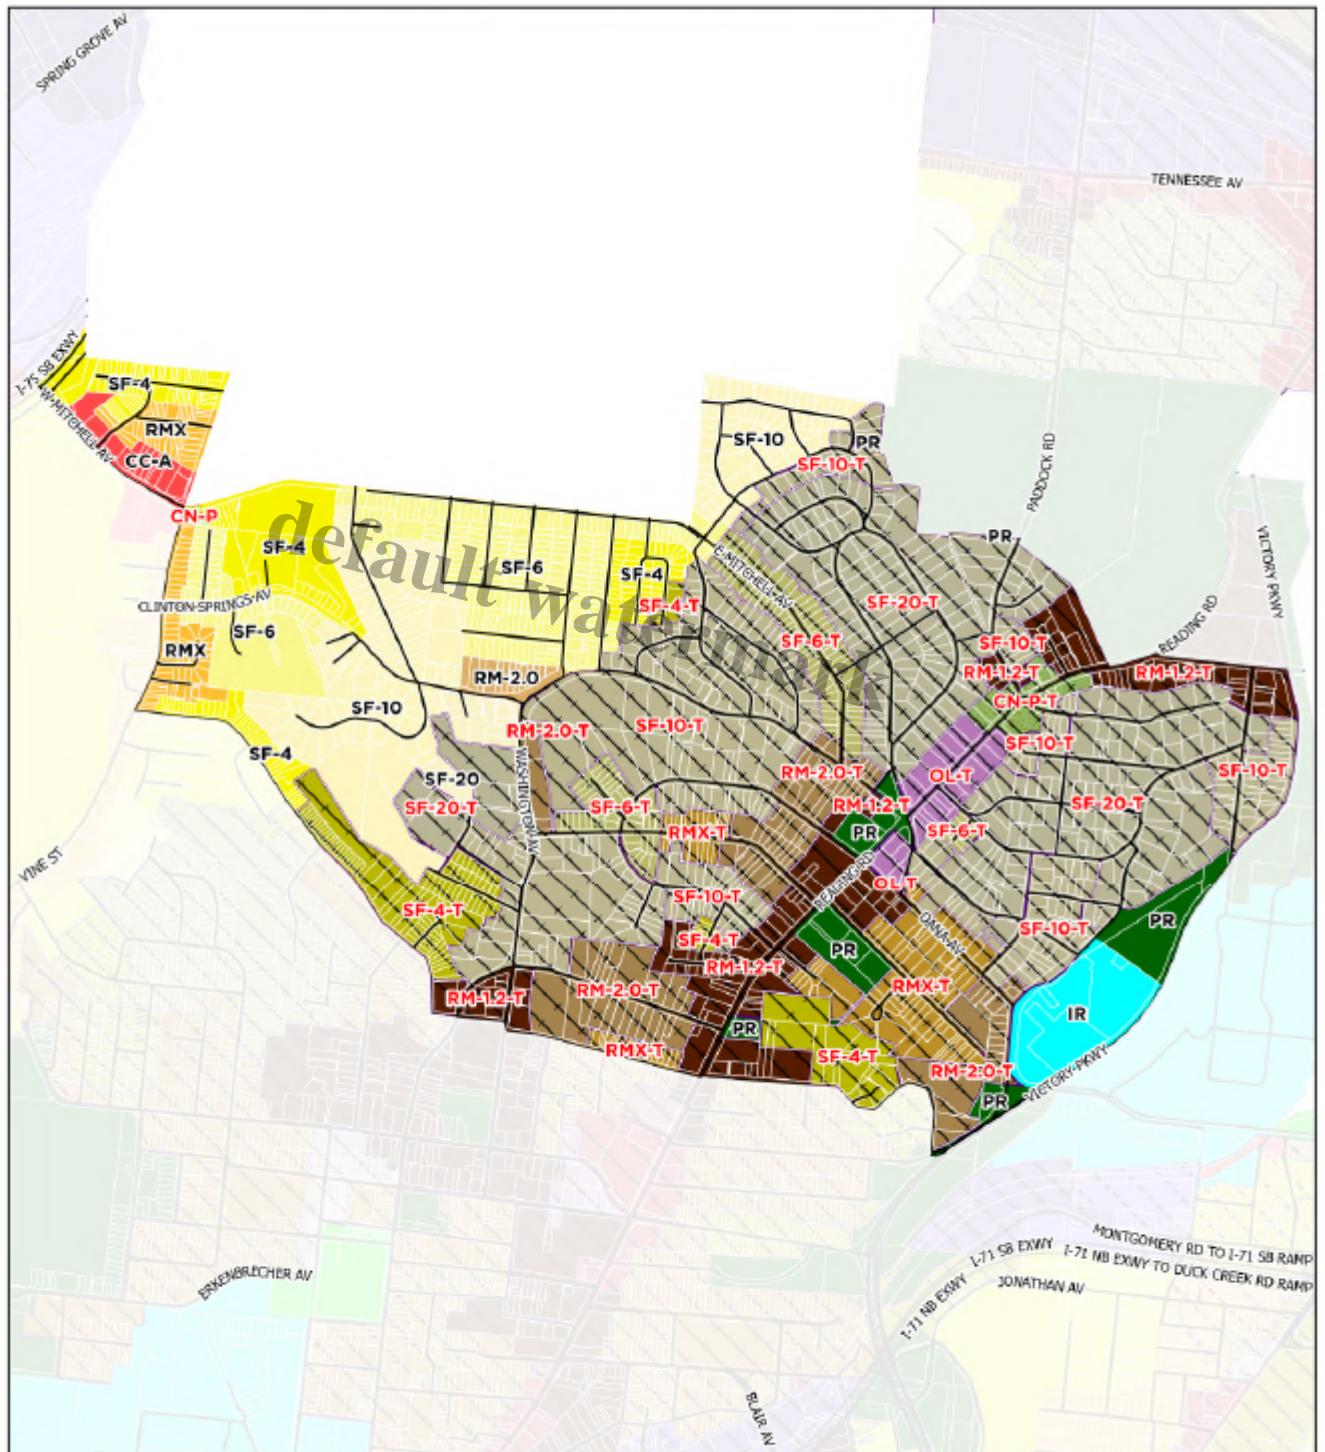 SPRING GROVE AV
TENNESSEE AV
I-75 SB EXWY
SF-4
W-MITCHELL AV
RMX
CC-A
SF-10
PR
SF-10-T
PADDOCK RD
CN-P
default watermark
SF-4
PR
VICTORY PKWY
SF-6
SF-4
E-MITCHELL-AV
CLINTON-SPRINGS-AV
SF-4-T
SF-20-T
READING RD
SF-6
SF-6-T
SF-10-T
RMX
RM-2.0
RM-1.2-T
RM-1.2-T
CN-P-T
SF-10
RM-2.0-T
SF-10-T
SF-10-T
SF-4
SF-20
WASHINGTON AV
RM-2.0-T
OL-T
SF-10-T
SF-20-T
SF-6-T
RM-1.2-T
SF-20-T
RMX-T
PR
SF-6-T
VINE ST
READING RD
OL-T
SF-10-T
SF-4-T
DANA-AV
SF-10-T
PR
SF-4-T
PR
RM-1.2-T
RM-1.2-T
RM-2.0-T
RMX-T
IR
PR
RMX-T
SF-4-T
RM-2.0-T
VICTORY-PKWY
PR
MONTGOMERY RD TO I-71 SB RAMP
I-71 SB EXWY
I-71 NB EXWY TO DUCK CREEK RD RAMP
ERKENBRECHER AV
JONATHAN AV
I-71 NB EXWY
BLAIR AV